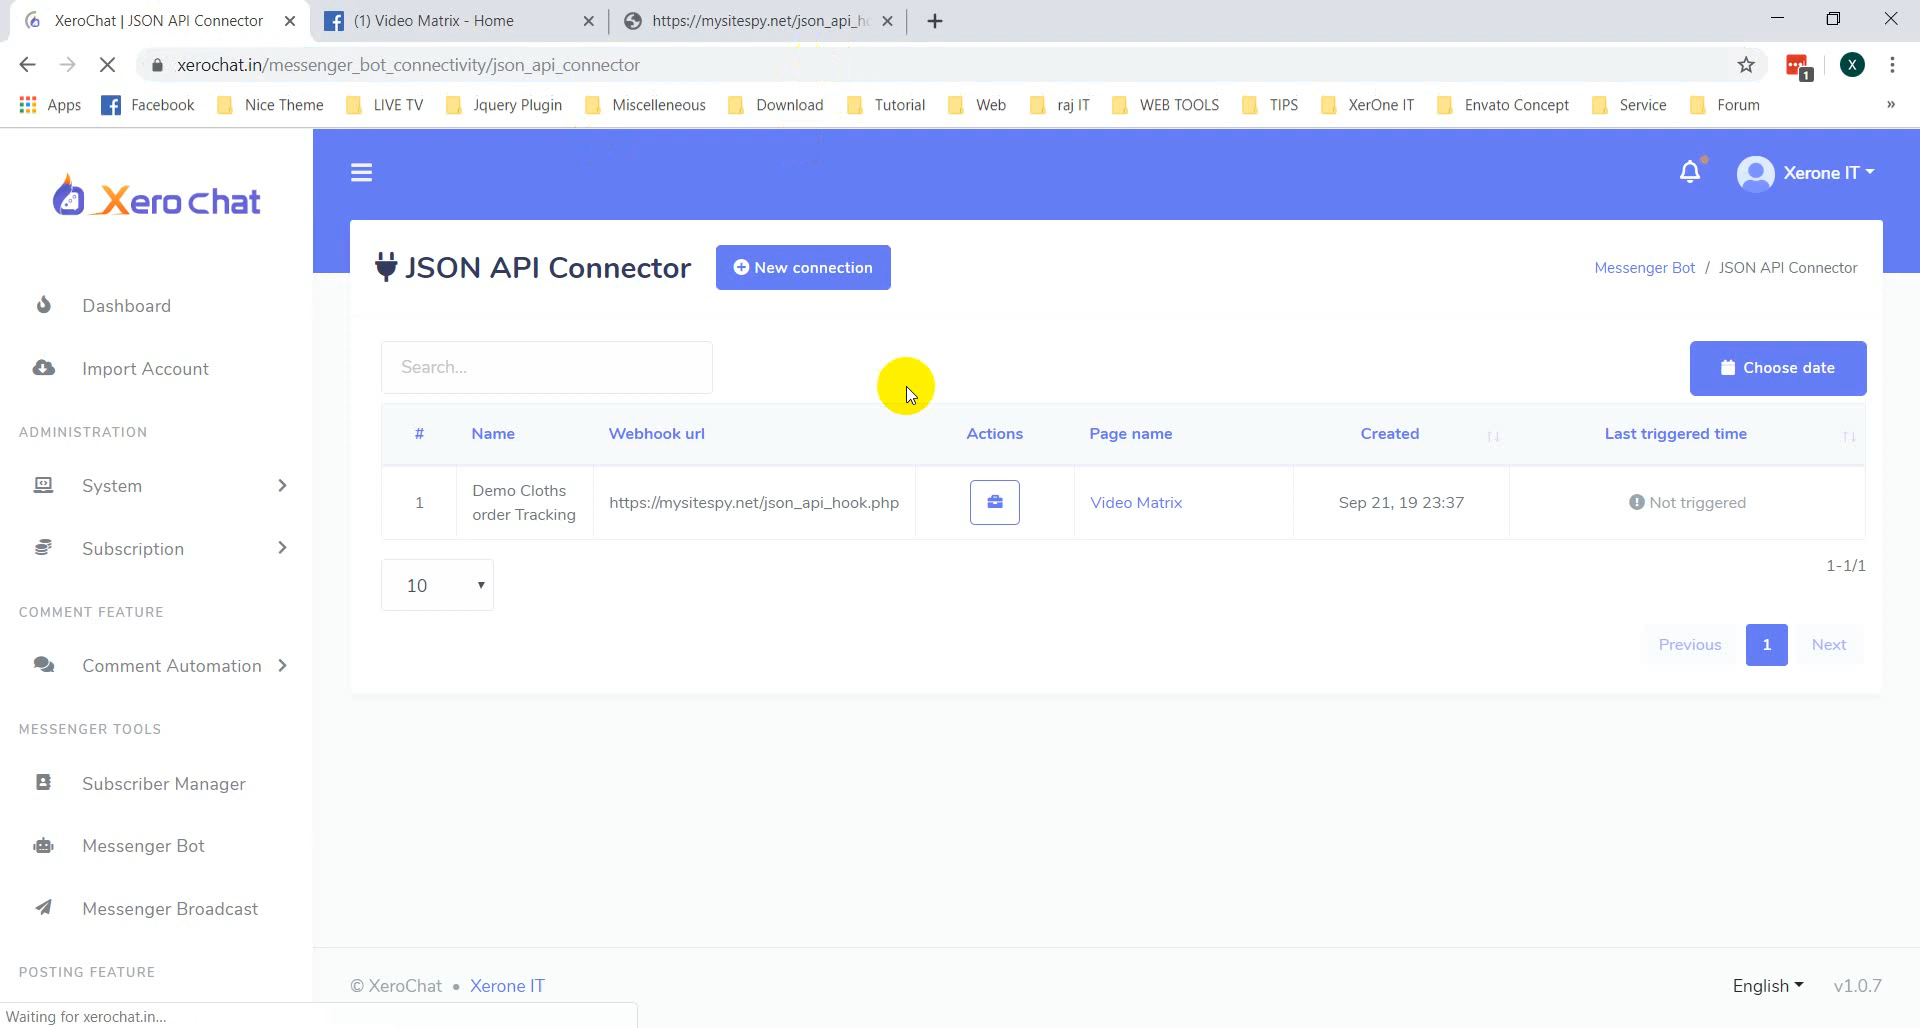 XeroChat | JSON API Connector
(1) Video Matrix - Home
https://mysitespy.net/json_api_h
xerochat.in/messenger_bot_connectivity/json_api_connector
1
X
Apps
Facebook
Nice Theme
LIVE TV
Jquery Plugin
Miscelleneous
Download
Tutorial
Web
raj IT
WEB TOOLS
TIPS
XerOne IT
Envato Concept
Service
Forum
»
Xero Chat
Xerone IT
JSON API Connector
New connection
Messenger Bot / JSON API Connector
Dashboard
Import Account
ADMINISTRATION
System
Subscription
COMMENT FEATURE
Comment Automation
MESSENGER TOOLS
Subscriber Manager
Messenger Bot
Messenger Broadcast
POSTING FEATURE
Search...
Choose date
# Name Webhook url Actions Page name Created Last triggered time
1 Demo Cloths order Tracking https://mysitespy.net/json_api_hook.php Video Matrix Sep 21, 19 23:37 Not triggered
10
1-1/1
Previous 1 Next
© XeroChat • Xerone IT
English v1.0.7
Waiting for xerochat.in...